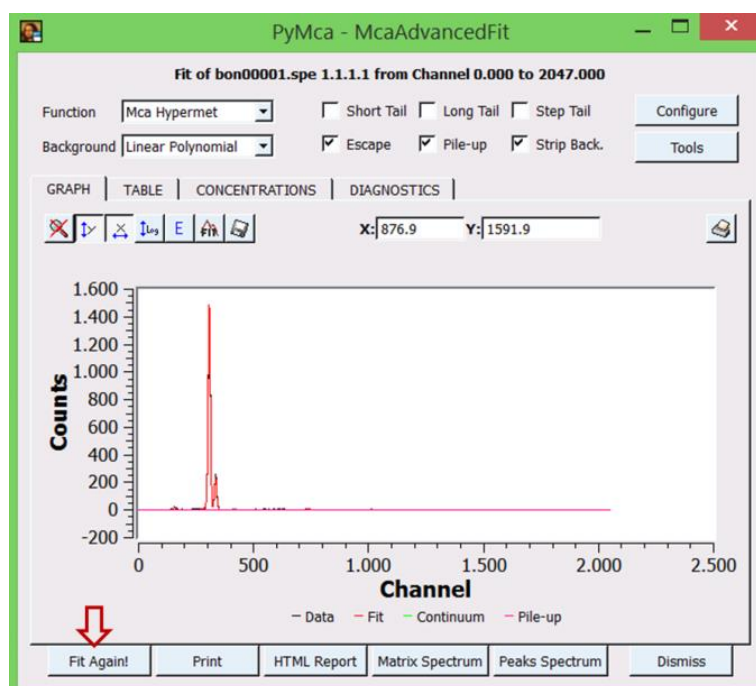 PyMca - McaAdvancedFit
Fit of bon00001.spe 1.1.1.1 from Channel 0.000 to 2047.000
Function Mca Hypermet Short Tail Long Tail Step Tail Configure
Background Linear Polynomial Escape Pile-up Strip Back. Tools
GRAPH TABLE CONCENTRATIONS DIAGNOSTICS
Log E FIT X: 876.9 Y: 1591.9
1.600
1.400
1.200
1.000
800
600
400
200
0
-200
Counts
0 500 1.000 1.500 2.000 2.500
Channel
Data Fit Continuum Pile-up
Fit Again! Print HTML Report Matrix Spectrum Peaks Spectrum Dismiss